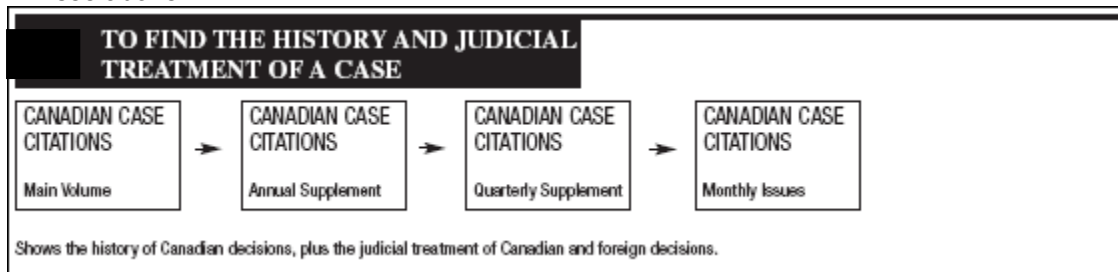 TO FIND THE HISTORY AND JUDICIAL
TREATMENT OF A CASE
CANADIAN CASE
CITATIONS
Main Volume
CANADIAN CASE
CITATIONS
Annual Supplement
CANADIAN CASE
CITATIONS
Quarterly Supplement
CANADIAN CASE
CITATIONS
Monthly Issues
Shows the history of Canadian decisions, plus the judicial treatment of Canadian and foreign decisions.